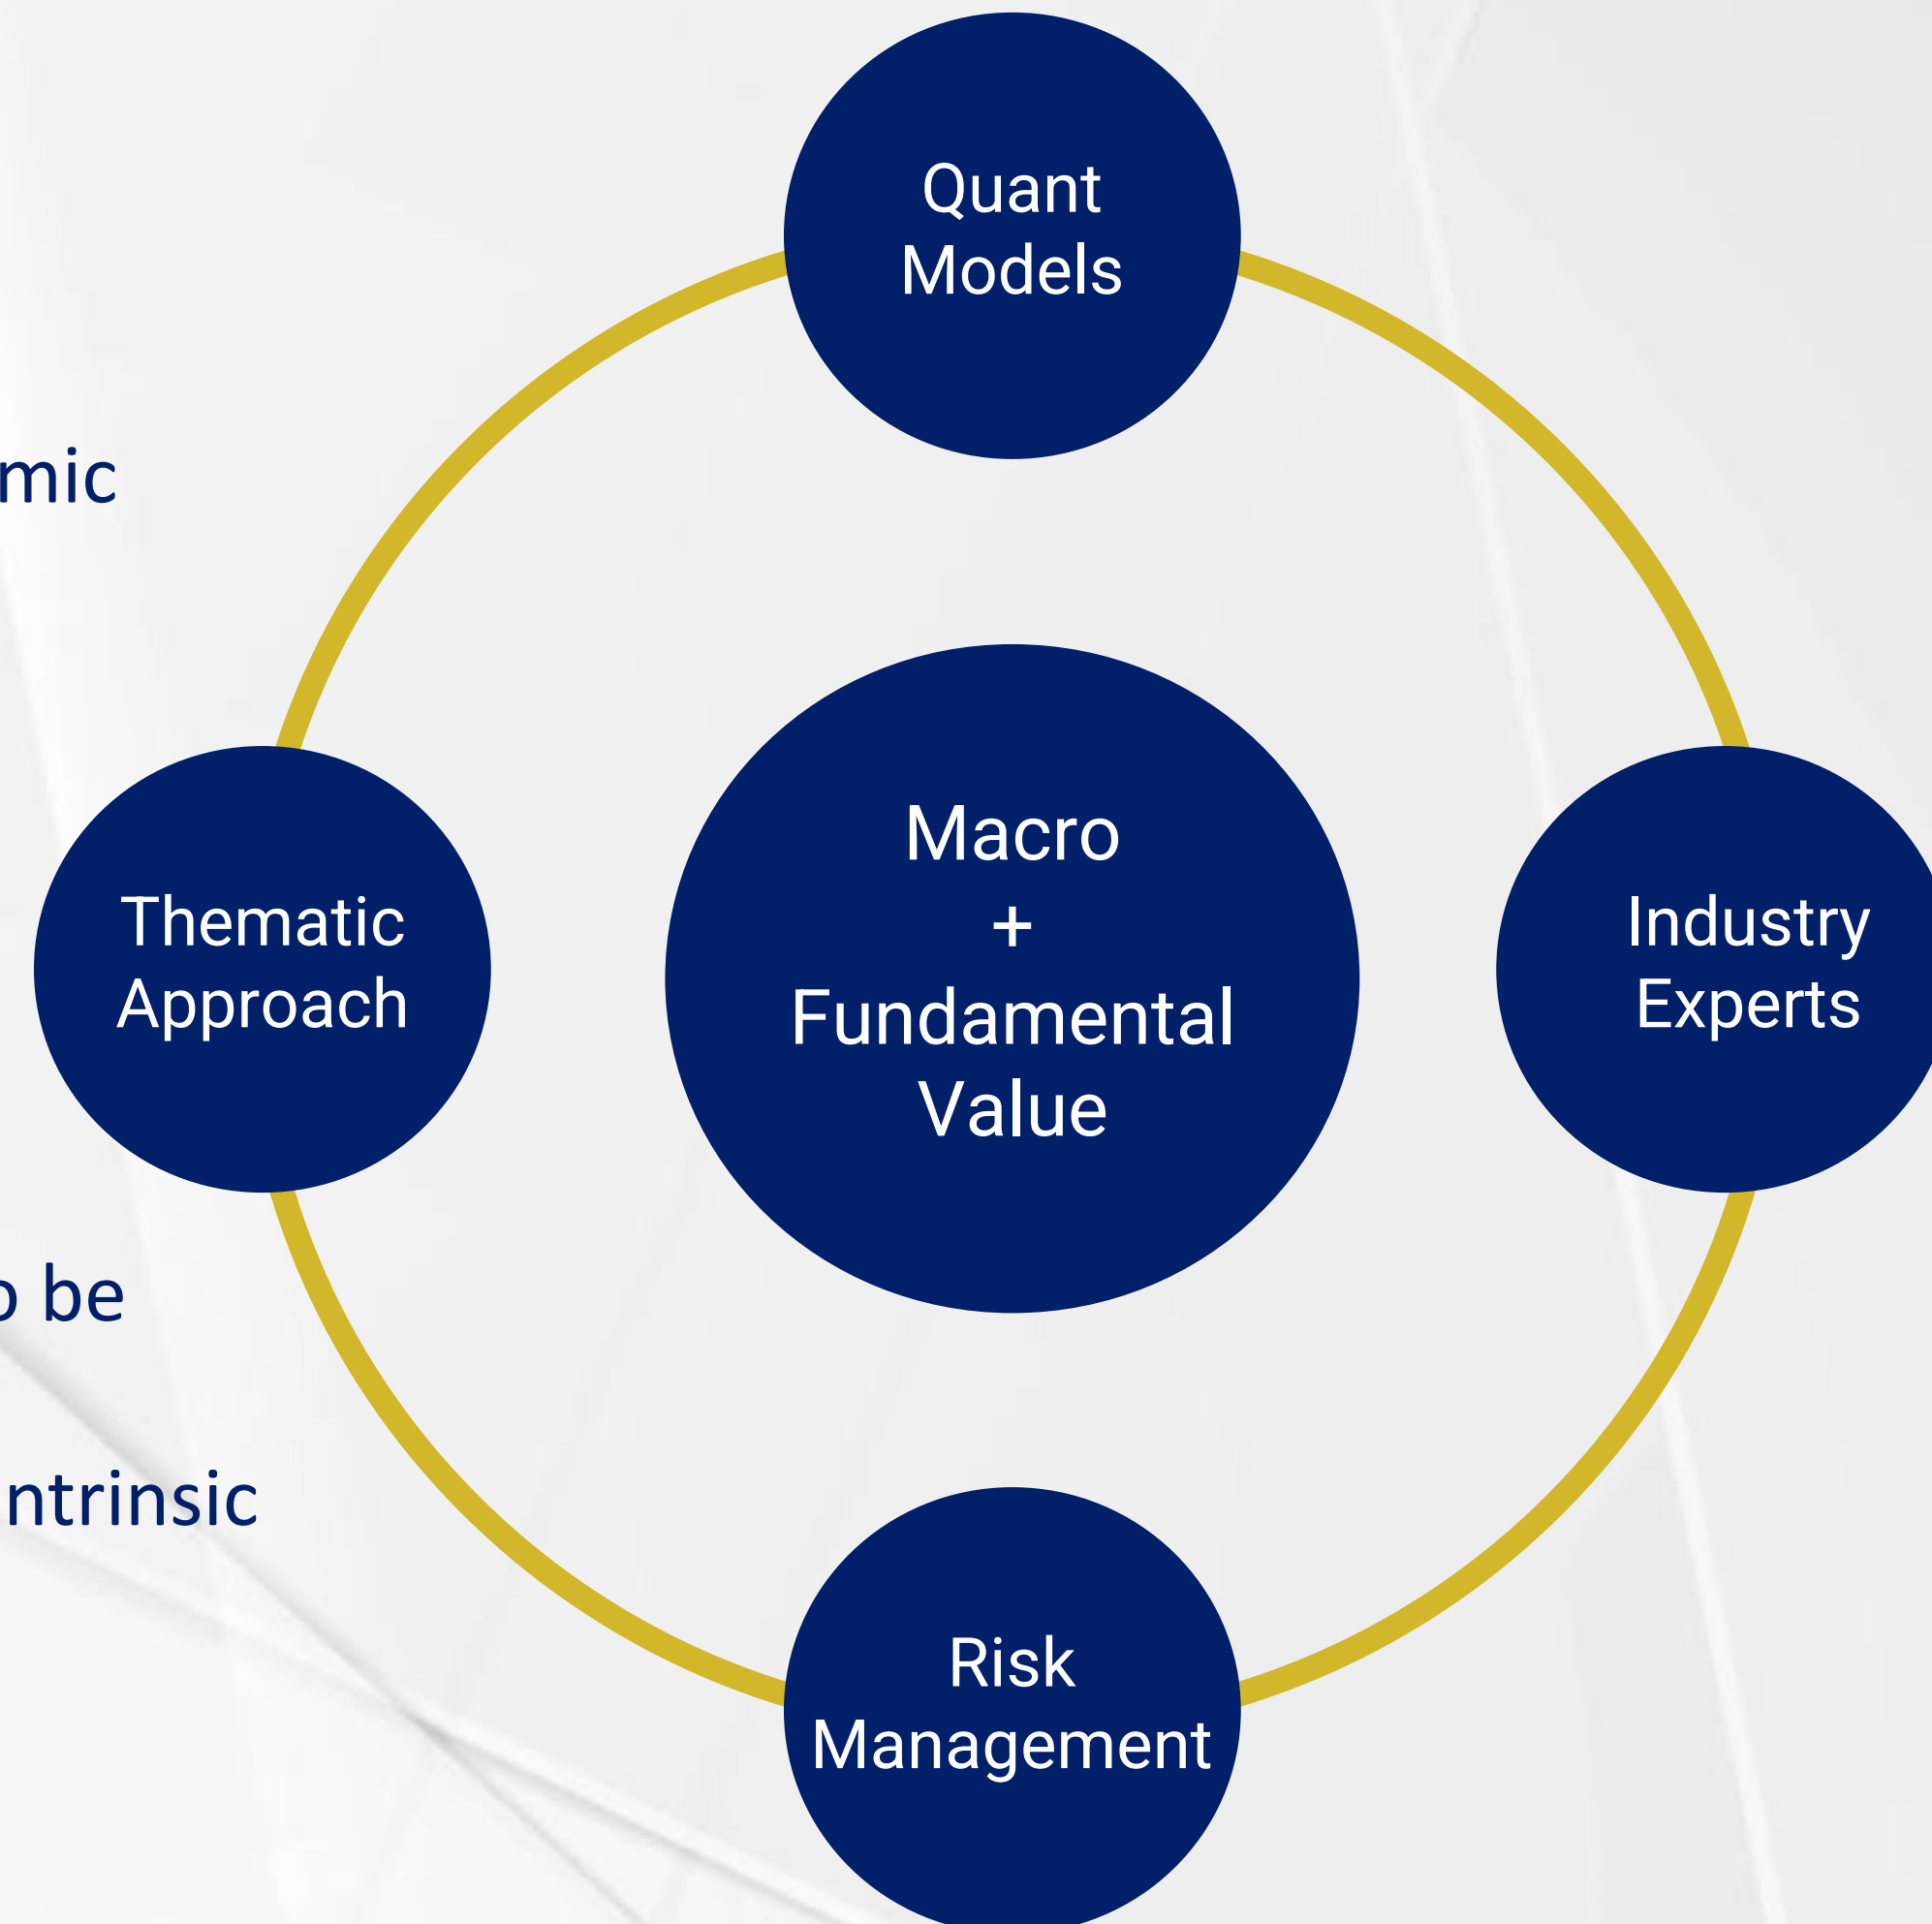 Quant
Models
mic
Thematic
Approach
Macro
+
Fundamental
Value
Industry
Experts
be
ntrinsic
Risk
Management